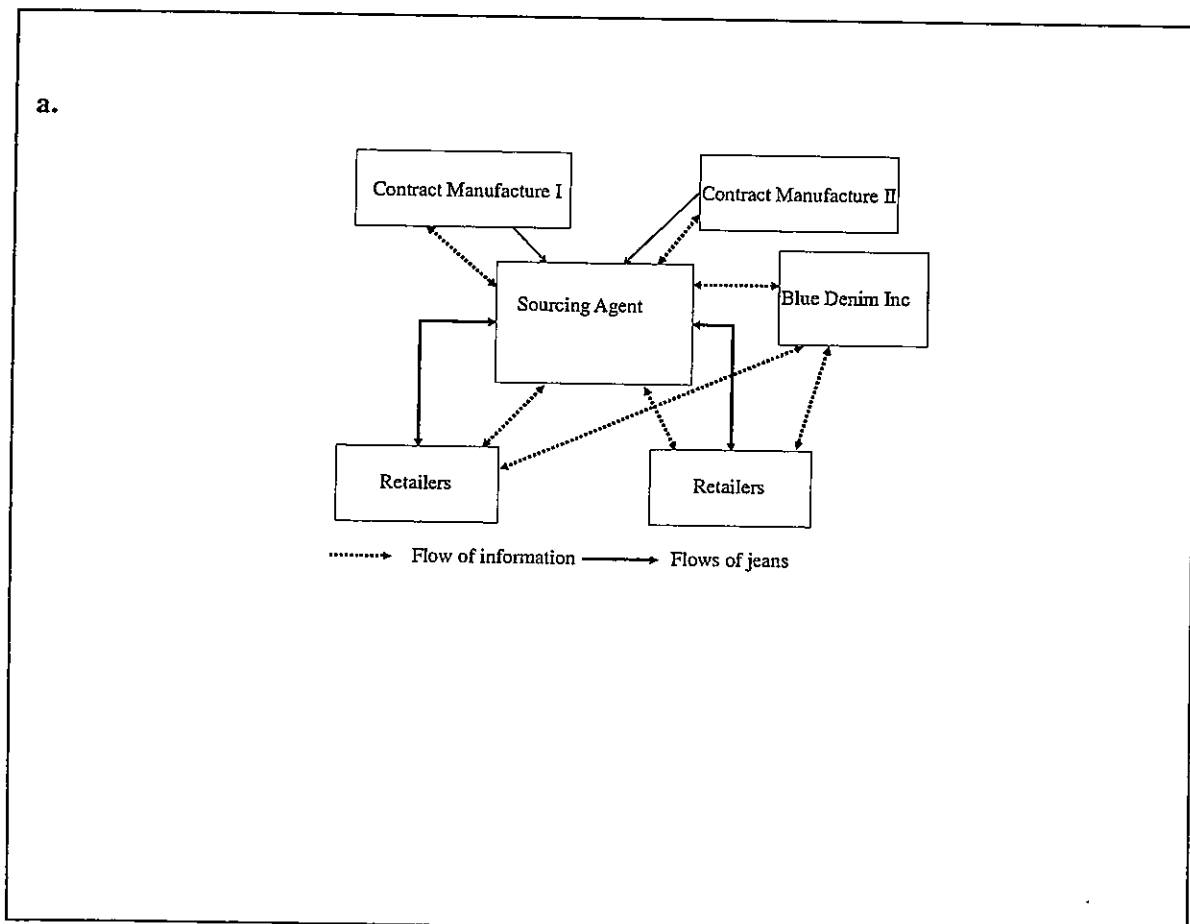 a.
Contract Manufacture I
Contract Manufacture II
Sourcing Agent
Blue Denim Inc
Retailers
Retailers
Flow of information
Flows of jeans